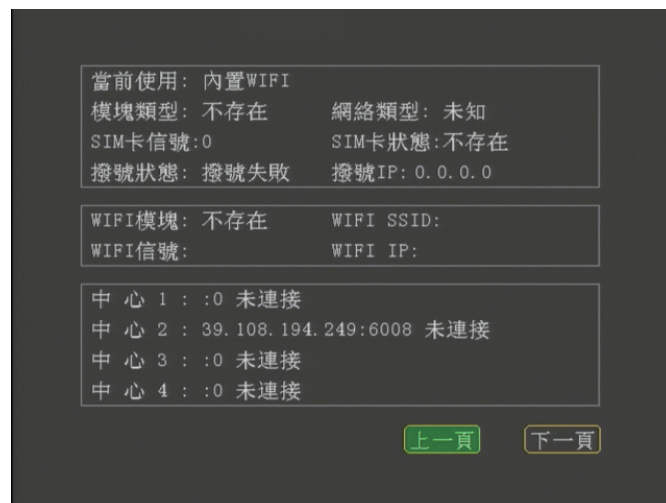 當前使用: 內置WIFI
模塊類型: 不存在 網絡類型: 未知
SIM卡信號:0 SIM卡狀態:不存在
撥號狀態: 撥號失敗 撥號IP: 0.0.0.0
WIFI模塊: 不存在 WIFI SSID:
WIFI信號: WIFI IP:
中 心 1 : :0 未連接
中 心 2 : 39.108.194.249:6008 未連接
中 心 3 : :0 未連接
中 心 4 : :0 未連接
上一頁 下一頁